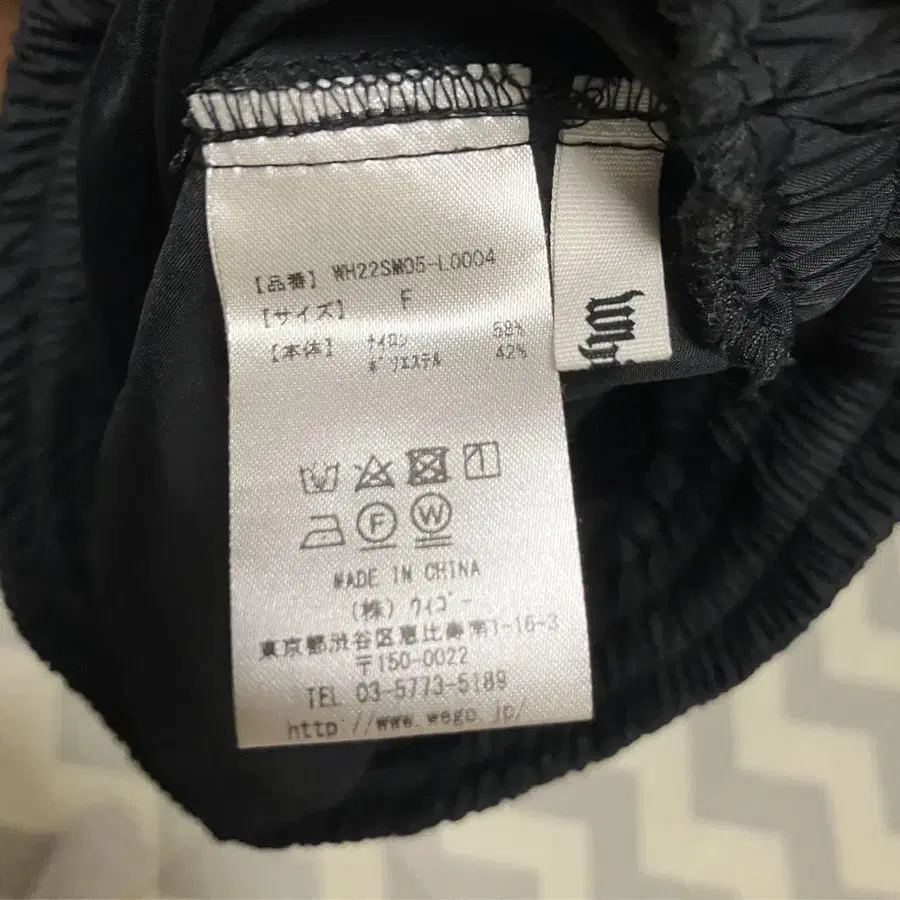 【品番】 WH22SM05-L0004
【サイズ】 F
【本体】 ナイロン 58%
ポリエステル 42%
F W
MADE IN CHINA
(株) ウィゴー
東京都渋谷区恵比寿南1-16-3
〒150-0022
TEL 03-5773-5189
http://www.wego.jp/